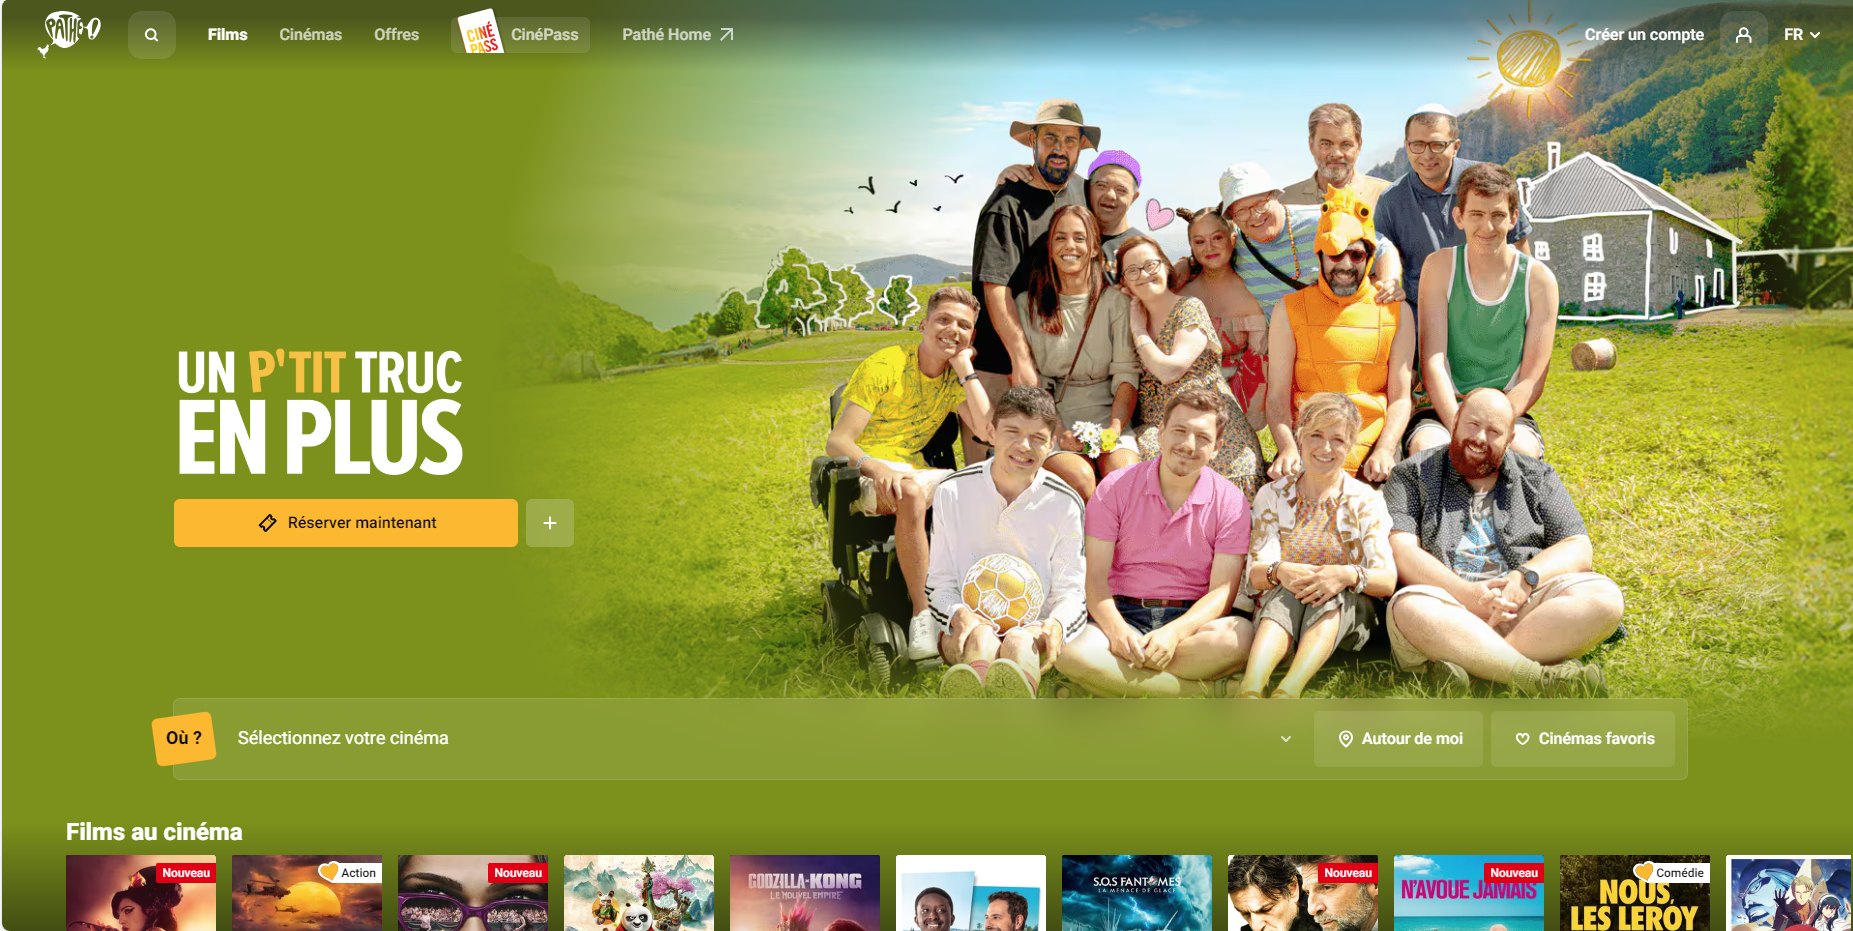 PATHÉ
Films
Cinémas
Offres
CINÉ
PASS
CinéPass
Pathé Home
Créer un compte
FR
UN P'TIT TRUC
EN PLUS
Réserver maintenant
+
Où ?
Sélectionnez votre cinéma
Autour de moi
Cinémas favoris
Films au cinéma
Nouveau
Action
Nouveau
GODZILLA-KONG
LE NOUVEL EMPIRE
S.O.S FANTÔMES
LA MENACE DE GLACE
Nouveau
Nouveau
N'AVOUE JAMAIS
Comédie
NOUS,
LES LEROY